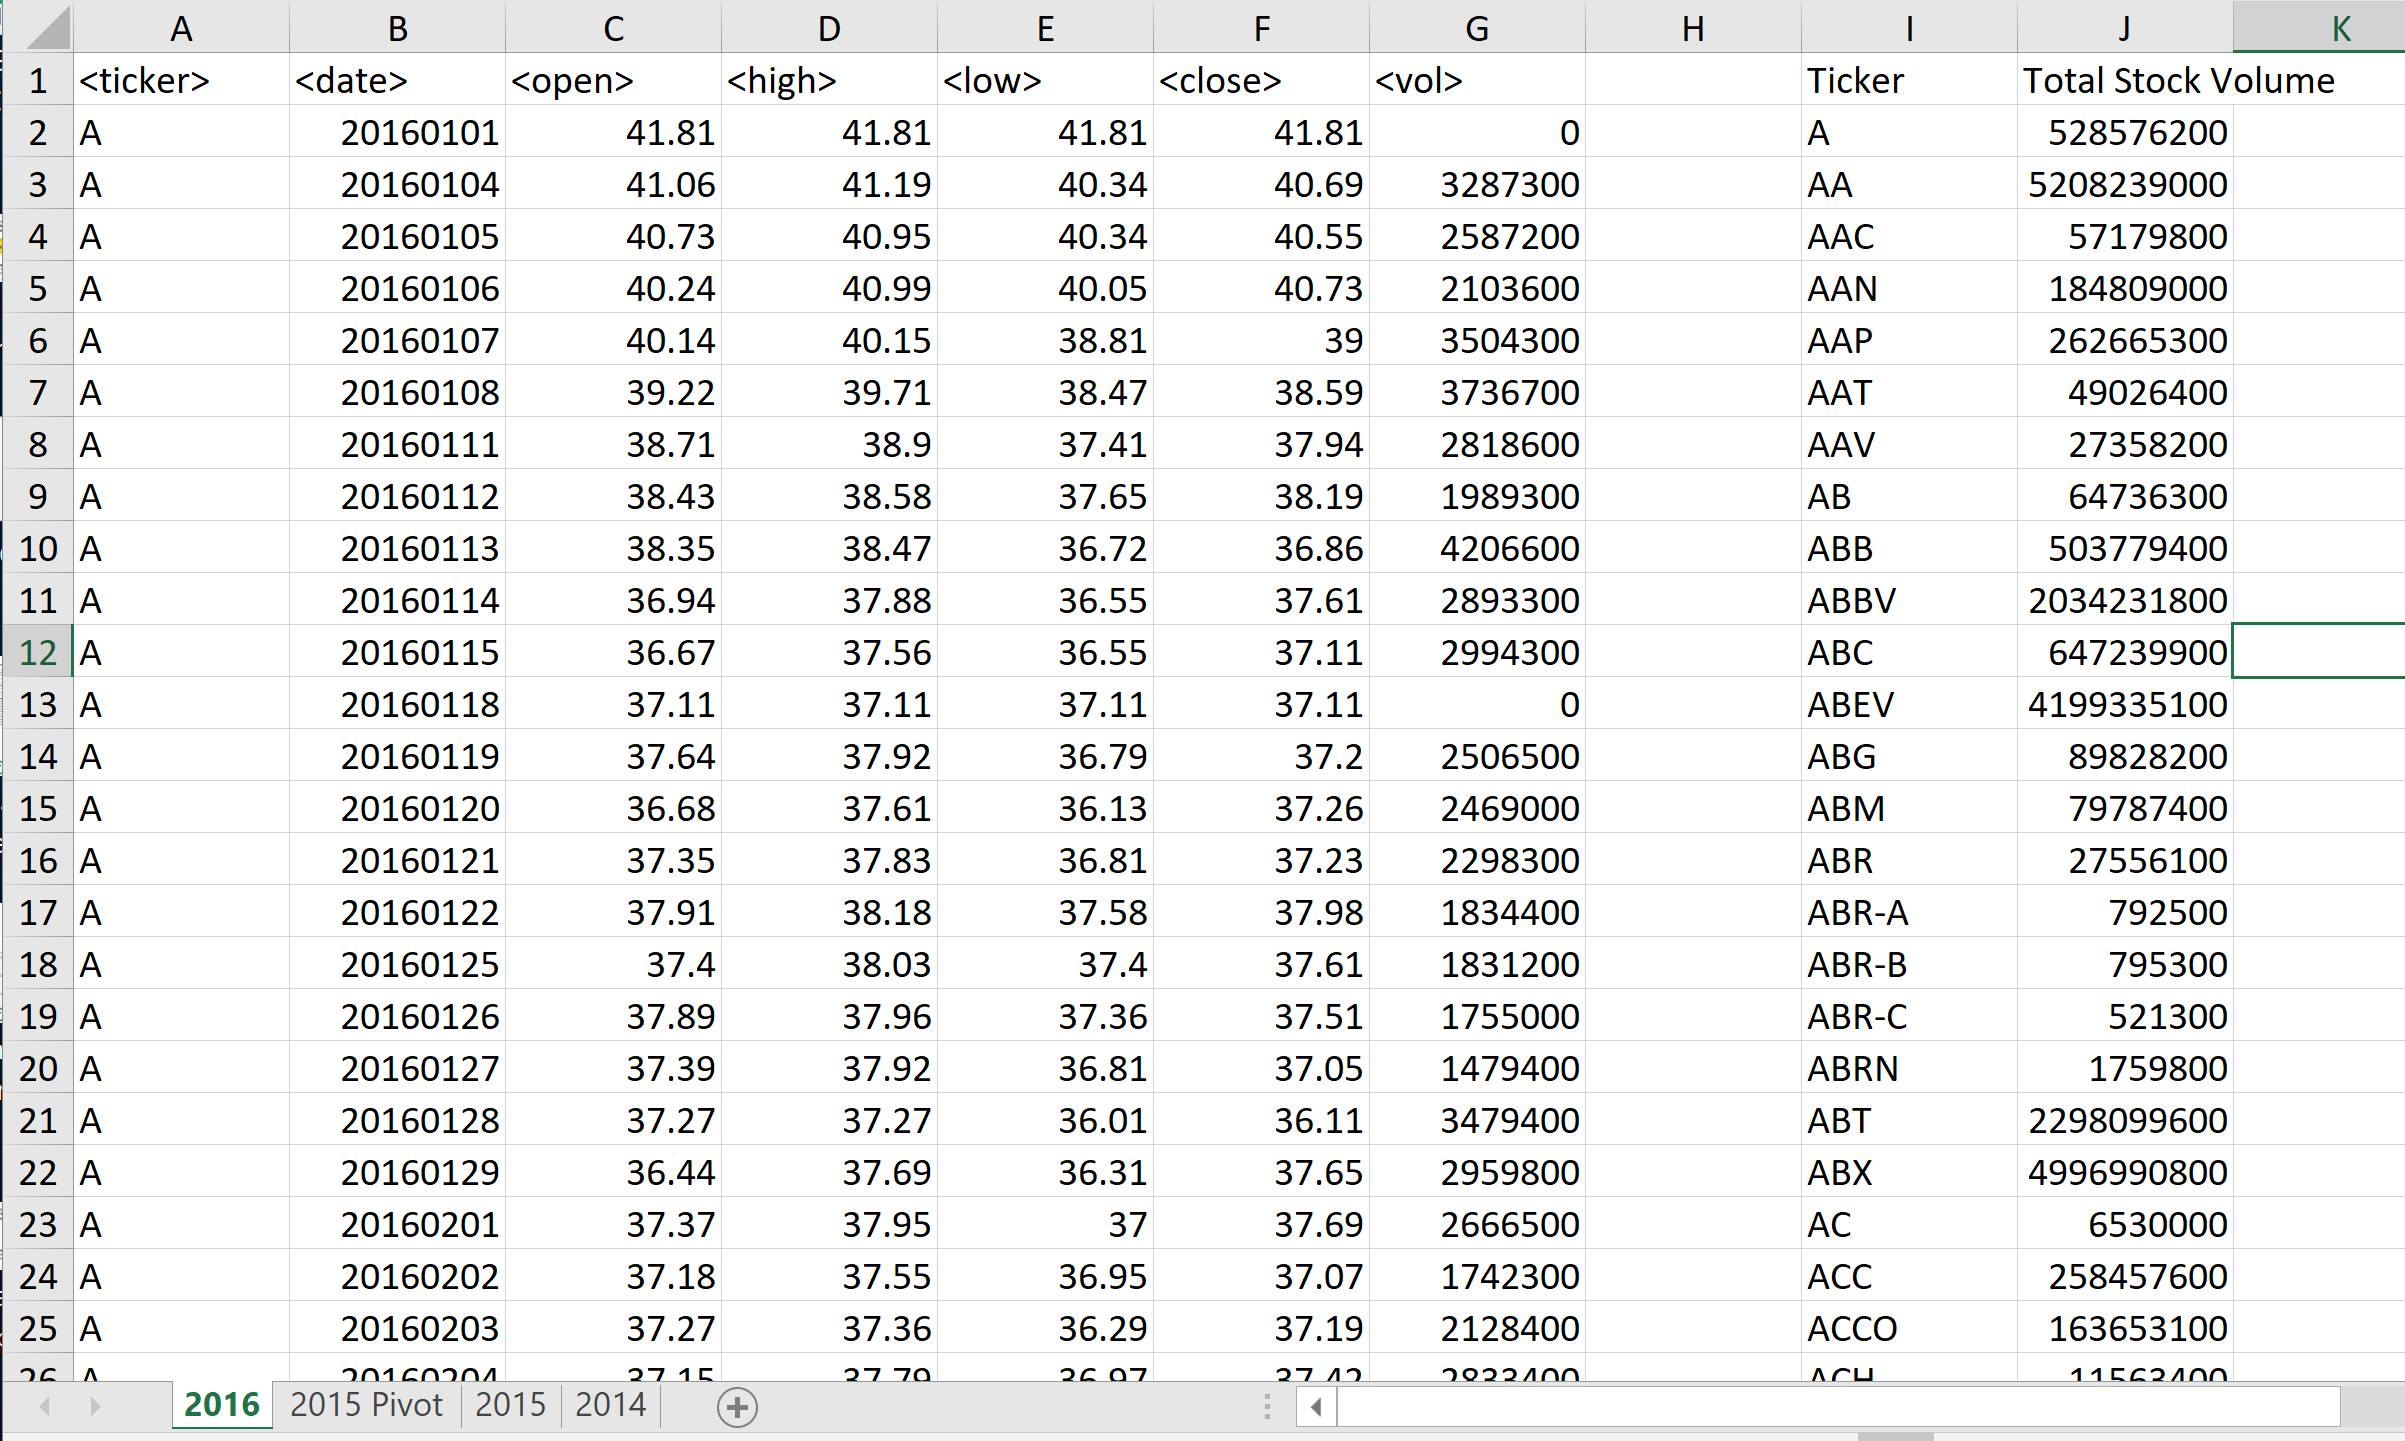 A B C D E F G H I J K
1 <ticker> <date> <open> <high> <low> <close> <vol> Ticker Total Stock Volume
2 A 20160101 41.81 41.81 41.81 41.81 0 A 528576200
3 A 20160104 41.06 41.19 40.34 40.69 3287300 AA 5208239000
4 A 20160105 40.73 40.95 40.34 40.55 2587200 AAC 57179800
5 A 20160106 40.24 40.99 40.05 40.73 2103600 AAN 184809000
6 A 20160107 40.14 40.15 38.81 39 3504300 AAP 262665300
7 A 20160108 39.22 39.71 38.47 38.59 3736700 AAT 49026400
8 A 20160111 38.71 38.9 37.41 37.94 2818600 AAV 27358200
9 A 20160112 38.43 38.58 37.65 38.19 1989300 AB 64736300
10 A 20160113 38.35 38.47 36.72 36.86 4206600 ABB 503779400
11 A 20160114 36.94 37.88 36.55 37.61 2893300 ABBV 2034231800
12 A 20160115 36.67 37.56 36.55 37.11 2994300 ABC 647239900
13 A 20160118 37.11 37.11 37.11 37.11 0 ABEV 4199335100
14 A 20160119 37.64 37.92 36.79 37.2 2506500 ABG 89828200
15 A 20160120 36.68 37.61 36.13 37.26 2469000 ABM 79787400
16 A 20160121 37.35 37.83 36.81 37.23 2298300 ABR 27556100
17 A 20160122 37.91 38.18 37.58 37.98 1834400 ABR-A 792500
18 A 20160125 37.4 38.03 37.4 37.61 1831200 ABR-B 795300
19 A 20160126 37.89 37.96 37.36 37.51 1755000 ABR-C 521300
20 A 20160127 37.39 37.92 36.81 37.05 1479400 ABRN 1759800
21 A 20160128 37.27 37.27 36.01 36.11 3479400 ABT 2298099600
22 A 20160129 36.44 37.69 36.31 37.65 2959800 ABX 4996990800
23 A 20160201 37.37 37.95 37 37.69 2666500 AC 6530000
24 A 20160202 37.18 37.55 36.95 37.07 1742300 ACC 258457600
25 A 20160203 37.27 37.36 36.29 37.19 2128400 ACCO 163653100
26 A 20160204 37.15 37.79 36.97 37.42 2833400 ACH 11563400
2016 2015 Pivot 2015 2014